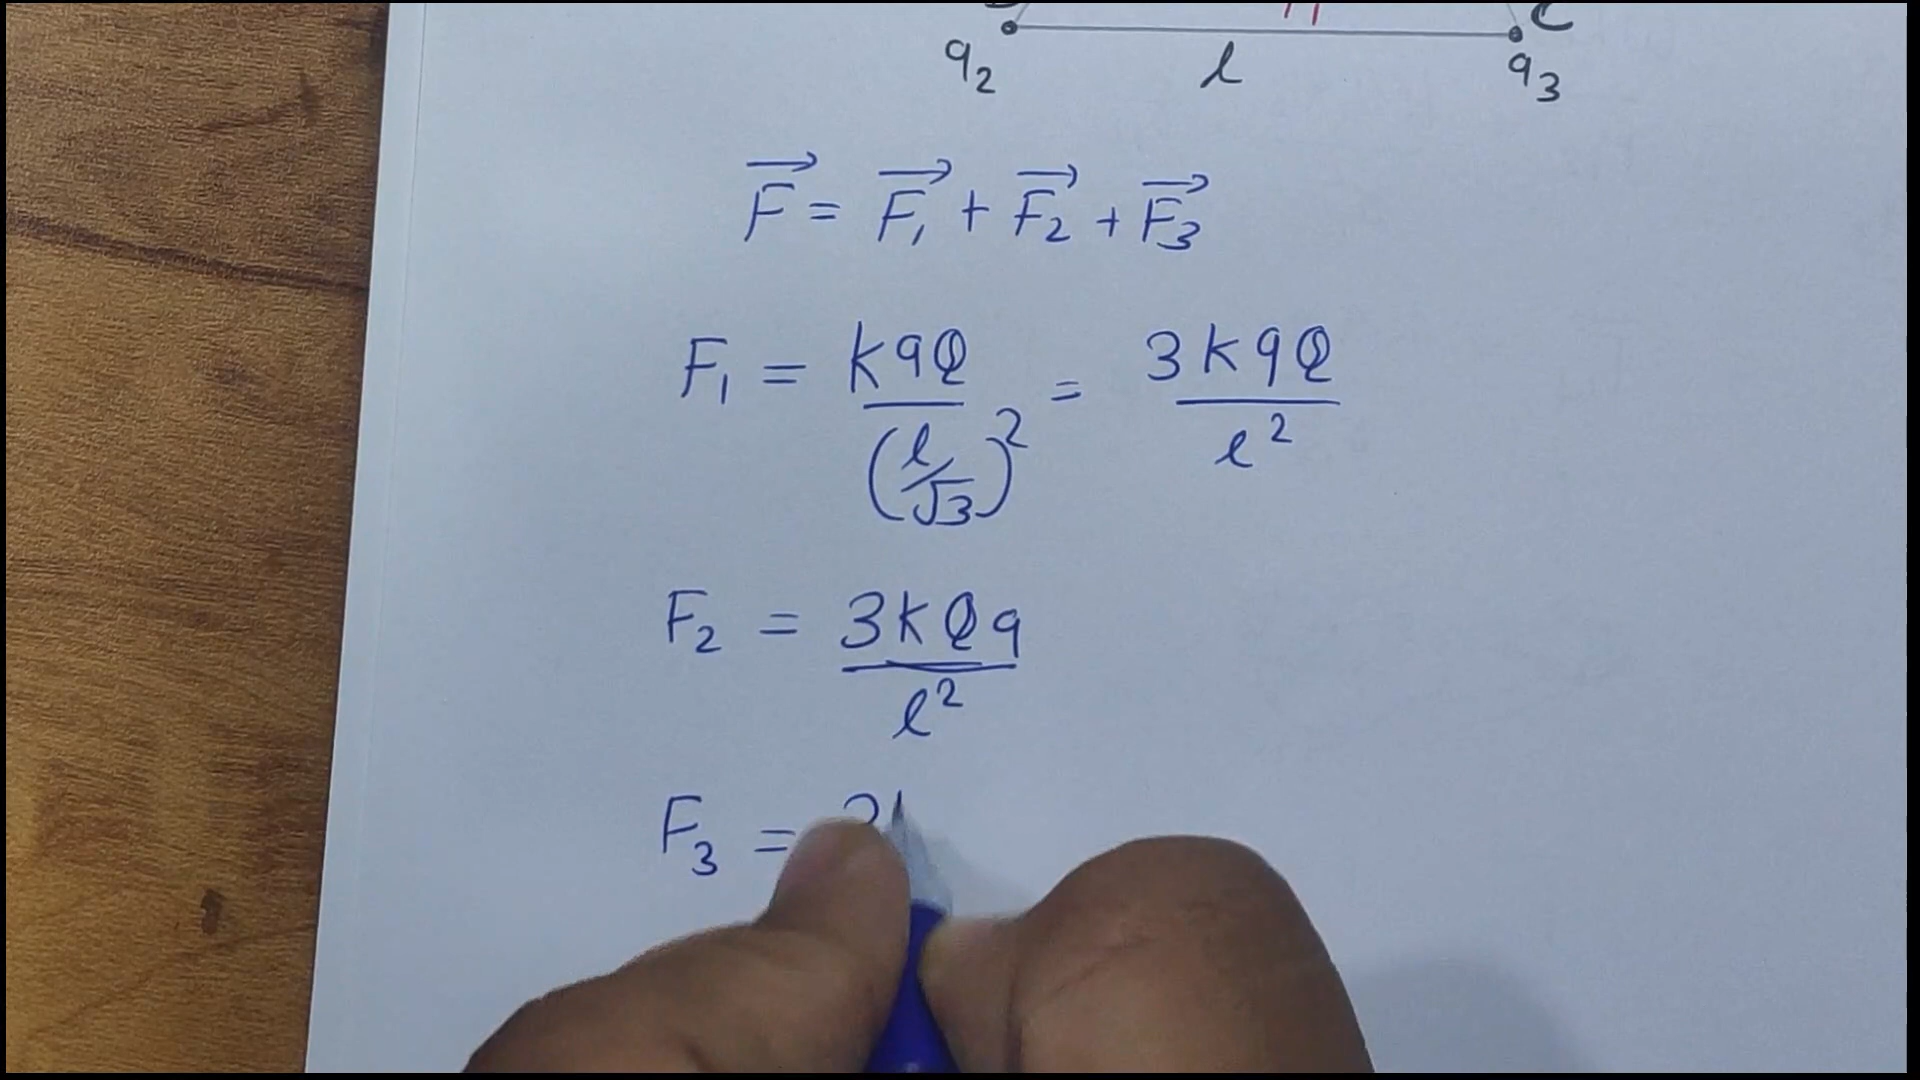 C
q2 l q3
F⃗ = F⃗1 + F⃗2 + F⃗3
F1 = kqQ/(l/√3)² = 3kqQ/l²
F2 = 3kQq/l²
F3 =